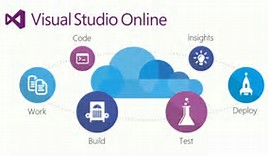 Visual Studio Online
Code
Insights
Work
Deploy
Build
Test